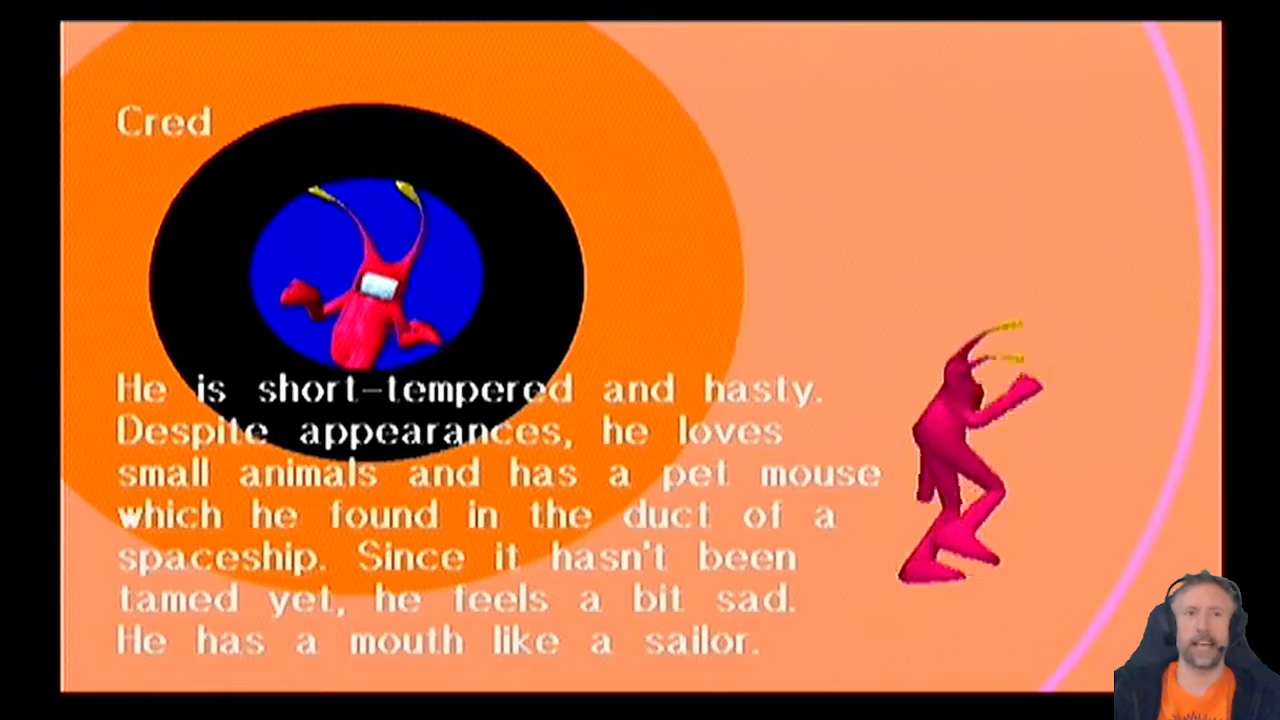 Cred
He is short-tempered and hasty.
Despite appearances, he loves
small animals and has a pet mouse
which he found in the duct of a
spaceship. Since it hasn't been
tamed yet, he feels a bit sad.
He has a mouth like a sailor.